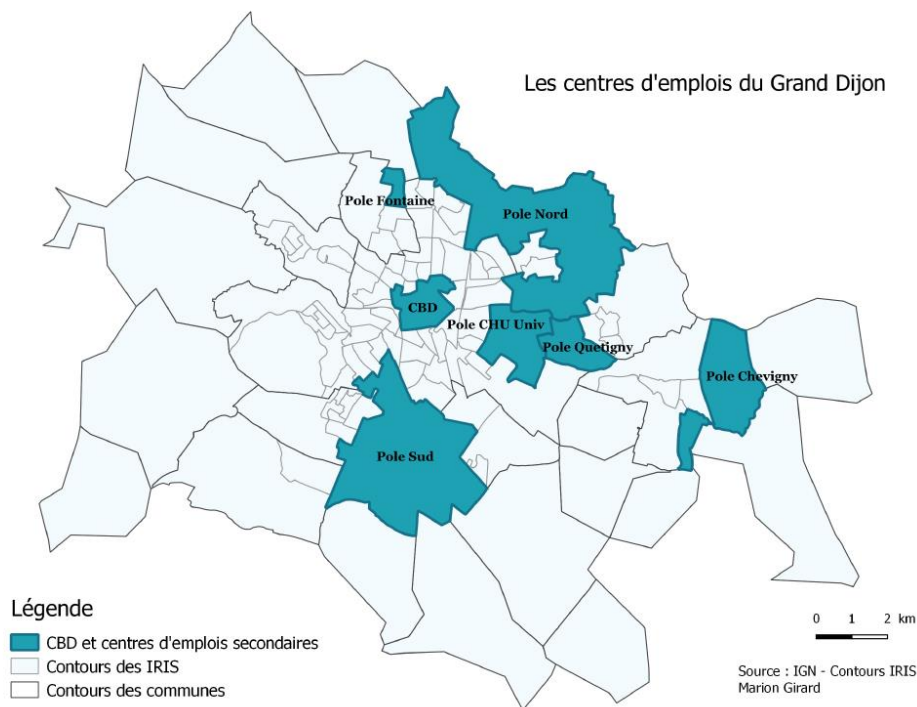 Les centres d'emplois du Grand Dijon
Pole Fontaine
Pole Nord
CBD
Pole CHU Univ
Pole Quetigny
Pole Chevigny
Pole Sud
Légende
CBD et centres d'emplois secondaires
Contours des IRIS
Contours des communes
0 1 2 km
Source : IGN - Contours IRIS
Marion Girard